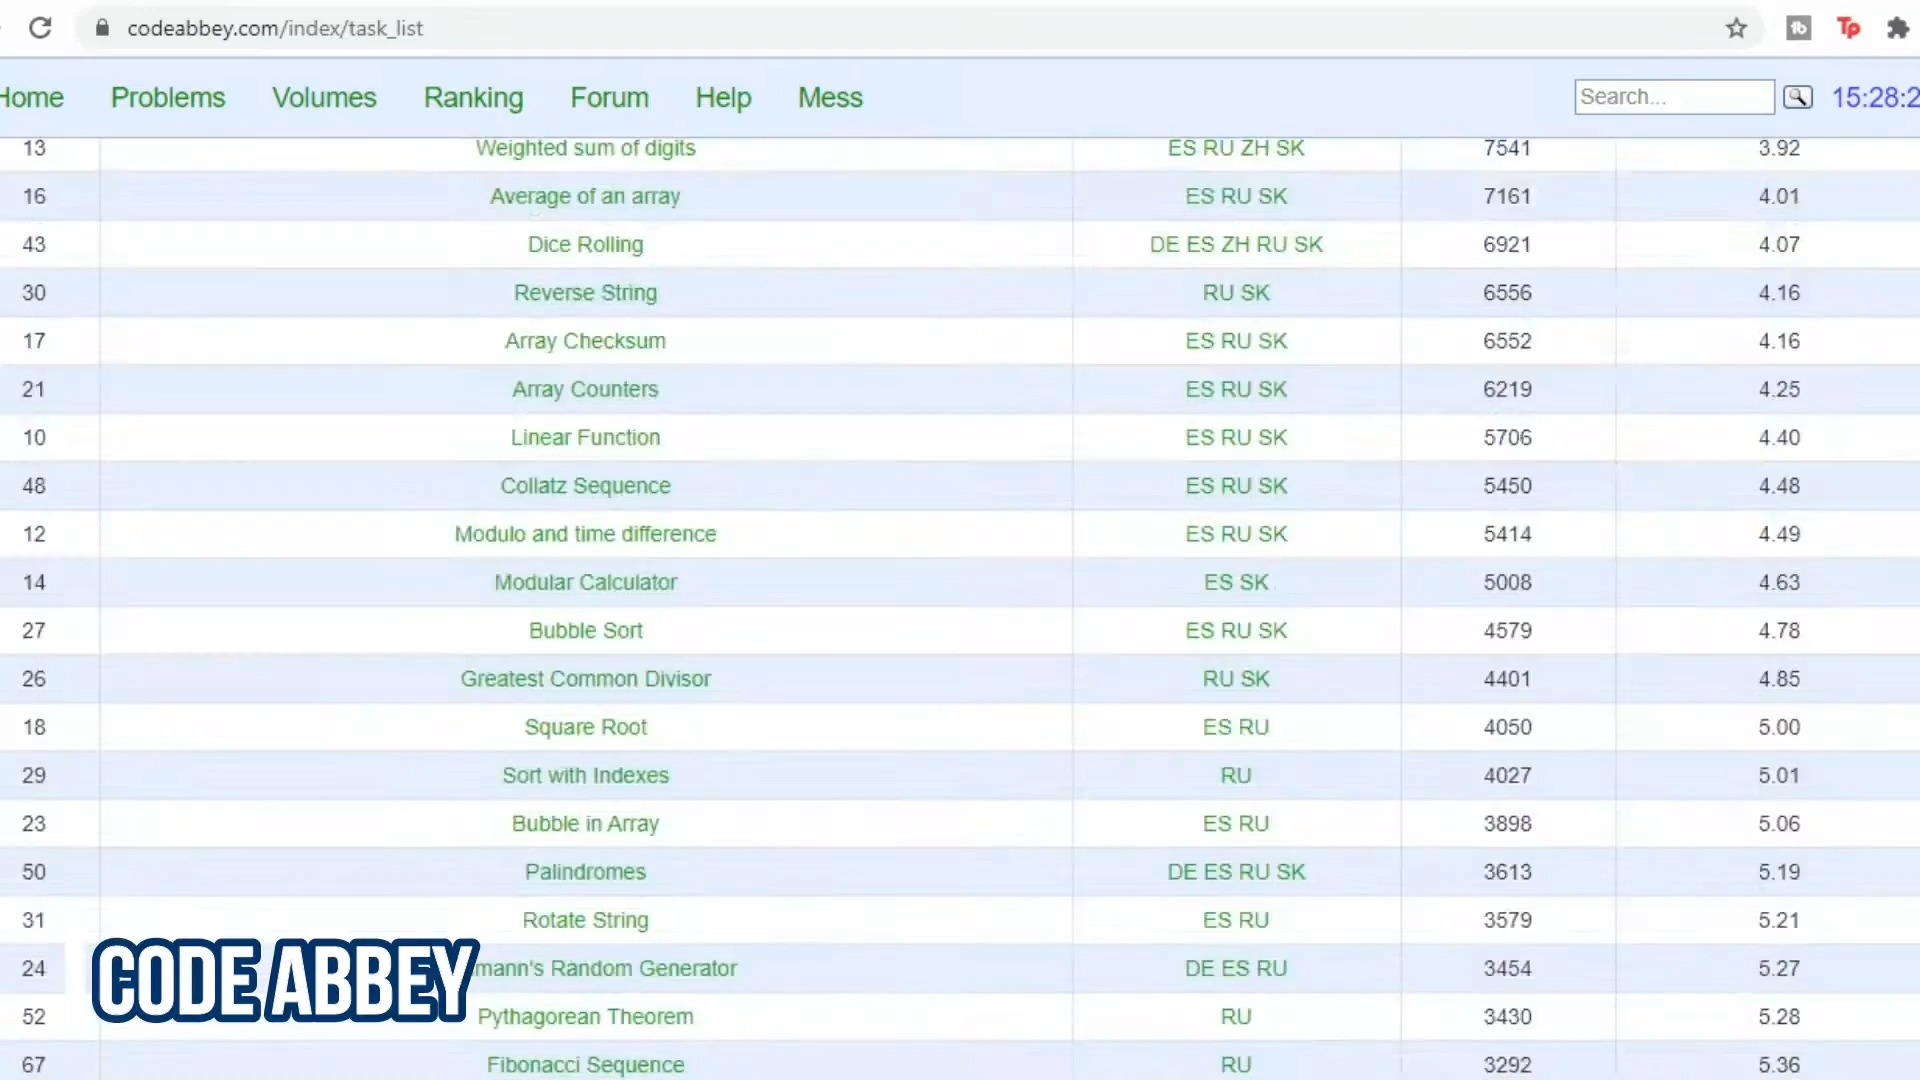 codeabbey.com/index/task_list
Home Problems Volumes Ranking Forum Help Mess Search...
13 Weighted sum of digits ES RU ZH SK 7541 3.92
16 Average of an array ES RU SK 7161 4.01
43 Dice Rolling DE ES ZH RU SK 6921 4.07
30 Reverse String RU SK 6556 4.16
17 Array Checksum ES RU SK 6552 4.16
21 Array Counters ES RU SK 6219 4.25
10 Linear Function ES RU SK 5706 4.40
48 Collatz Sequence ES RU SK 5450 4.48
12 Modulo and time difference ES RU SK 5414 4.49
14 Modular Calculator ES SK 5008 4.63
27 Bubble Sort ES RU SK 4579 4.78
26 Greatest Common Divisor RU SK 4401 4.85
18 Square Root ES RU 4050 5.00
29 Sort with Indexes RU 4027 5.01
23 Bubble in Array ES RU 3898 5.06
50 Palindromes DE ES RU SK 3613 5.19
31 Rotate String ES RU 3579 5.21
24 mann's Random Generator DE ES RU 3454 5.27
CODE ABBEY
52 Pythagorean Theorem RU 3430 5.28
67 Fibonacci Sequence RU 3292 5.36